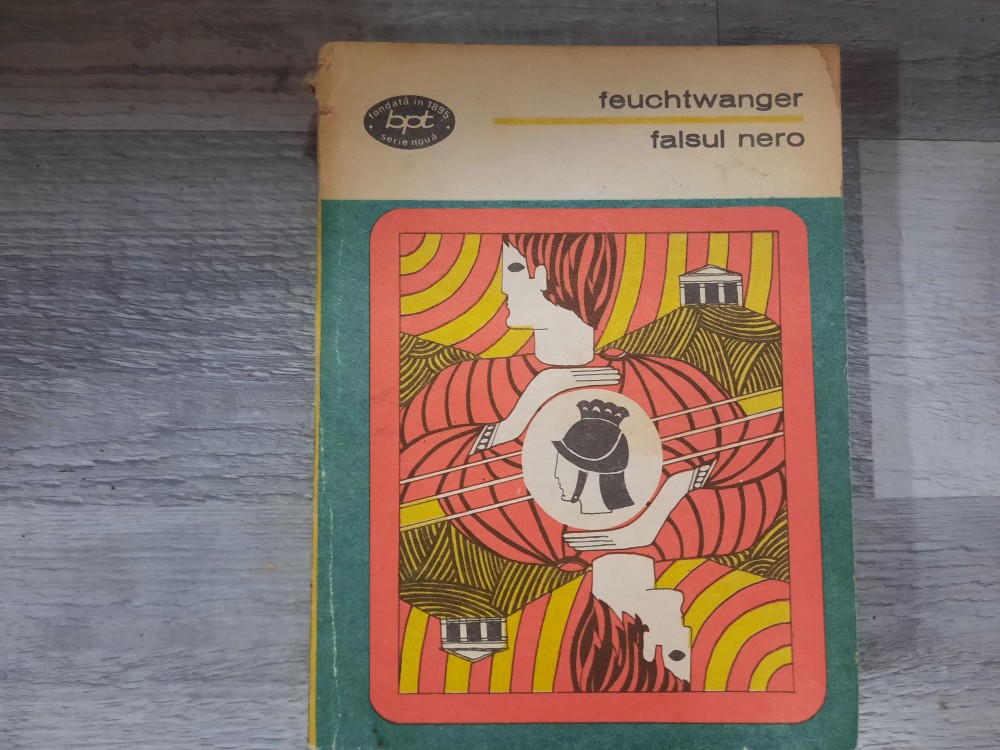 fondată în 1895
bpt
serie nouă
feuchtwanger
falsul nero